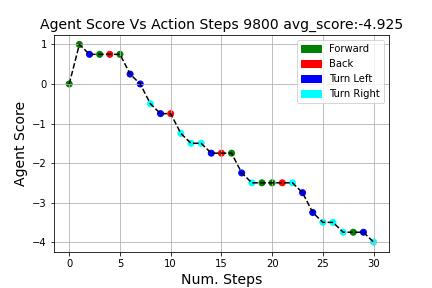 Agent Score Vs Action Steps 9800 avg_score:-4.925
Forward
Back
Turn Left
Turn Right
Agent Score
1
0
−1
−2
−3
−4
0 5 10 15 20 25 30
Num. Steps